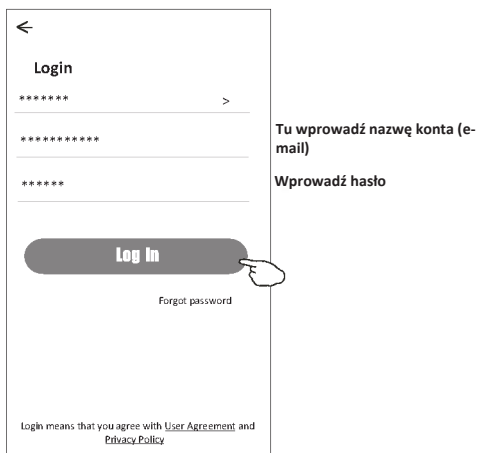 Login
******* >
***********
Tu wprowadź nazwę konta (e-
mail)
******
Wprowadź hasło
Log In
Forgot password
Login means that you agree with User Agreement and
Privacy Policy